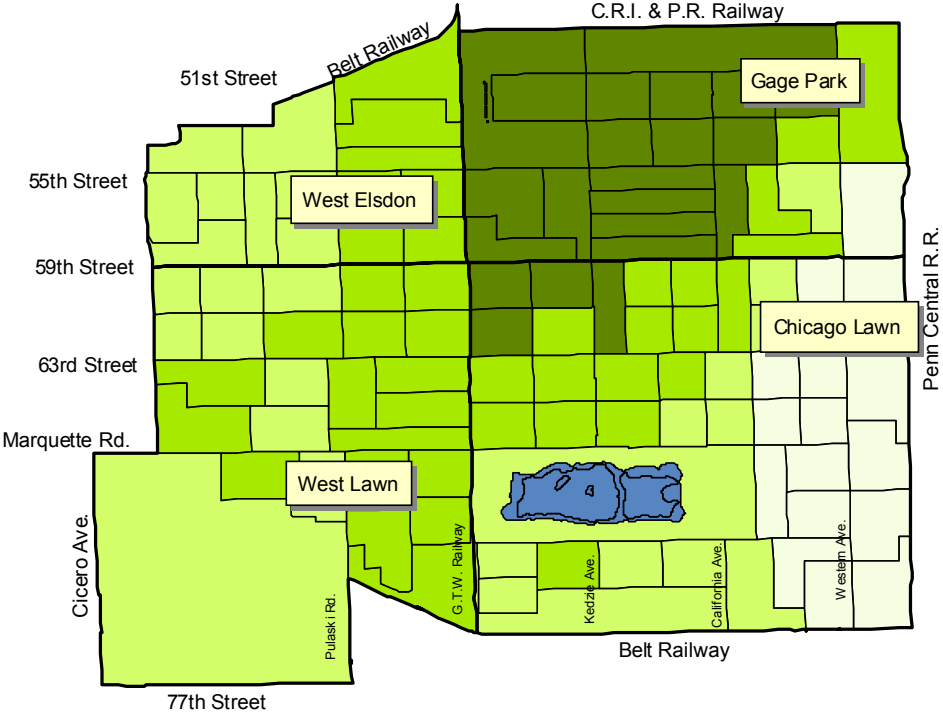 C.R.I. & P.R. Railway
Belt Railway
51st Street
Gage Park
55th Street
West Elsdon
59th Street
Penn Central R.R.
Chicago Lawn
63rd Street
Marquette Rd.
West Lawn
Cicero Ave.
G.T.W. Railway
Kedzie Ave.
California Ave.
Western Ave.
Pulaski Rd.
Belt Railway
77th Street